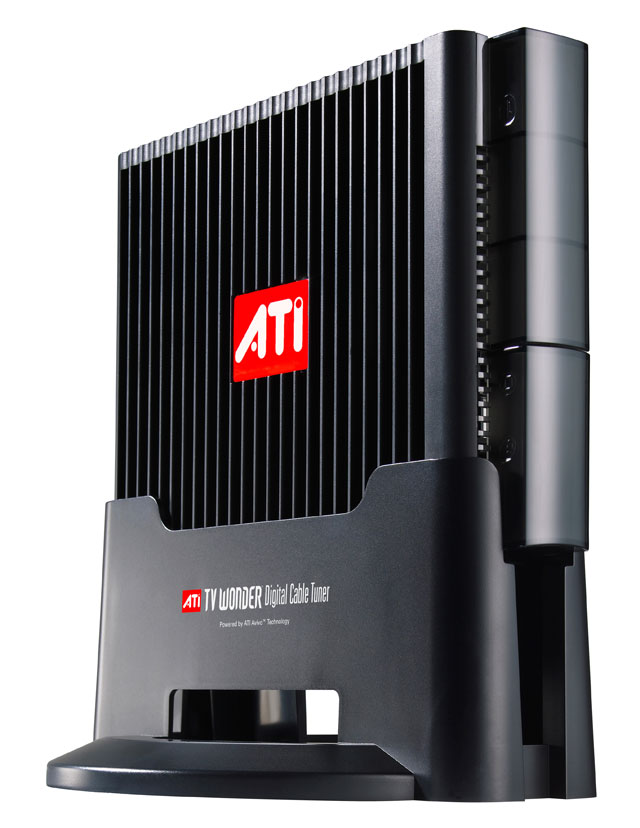 ATi
ATi TV WONDER Digital Cable Tuner
Powered by ATI Avivo™ Technology